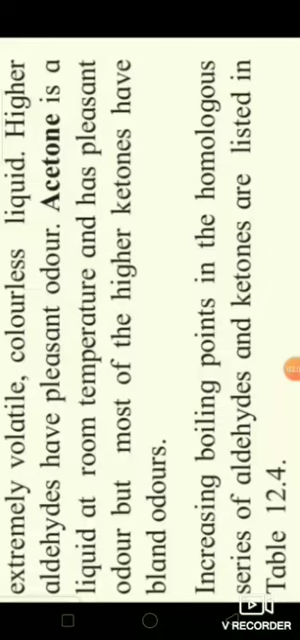 extremely volatile, colourless liquid. Higher
aldehydes have pleasant odour. Acetone is a
liquid at room temperature and has pleasant
odour but most of the higher ketones have
bland odours.
Increasing boiling points in the homologous
series of aldehydes and ketones are listed in
Table 12.4.
V RECORDER